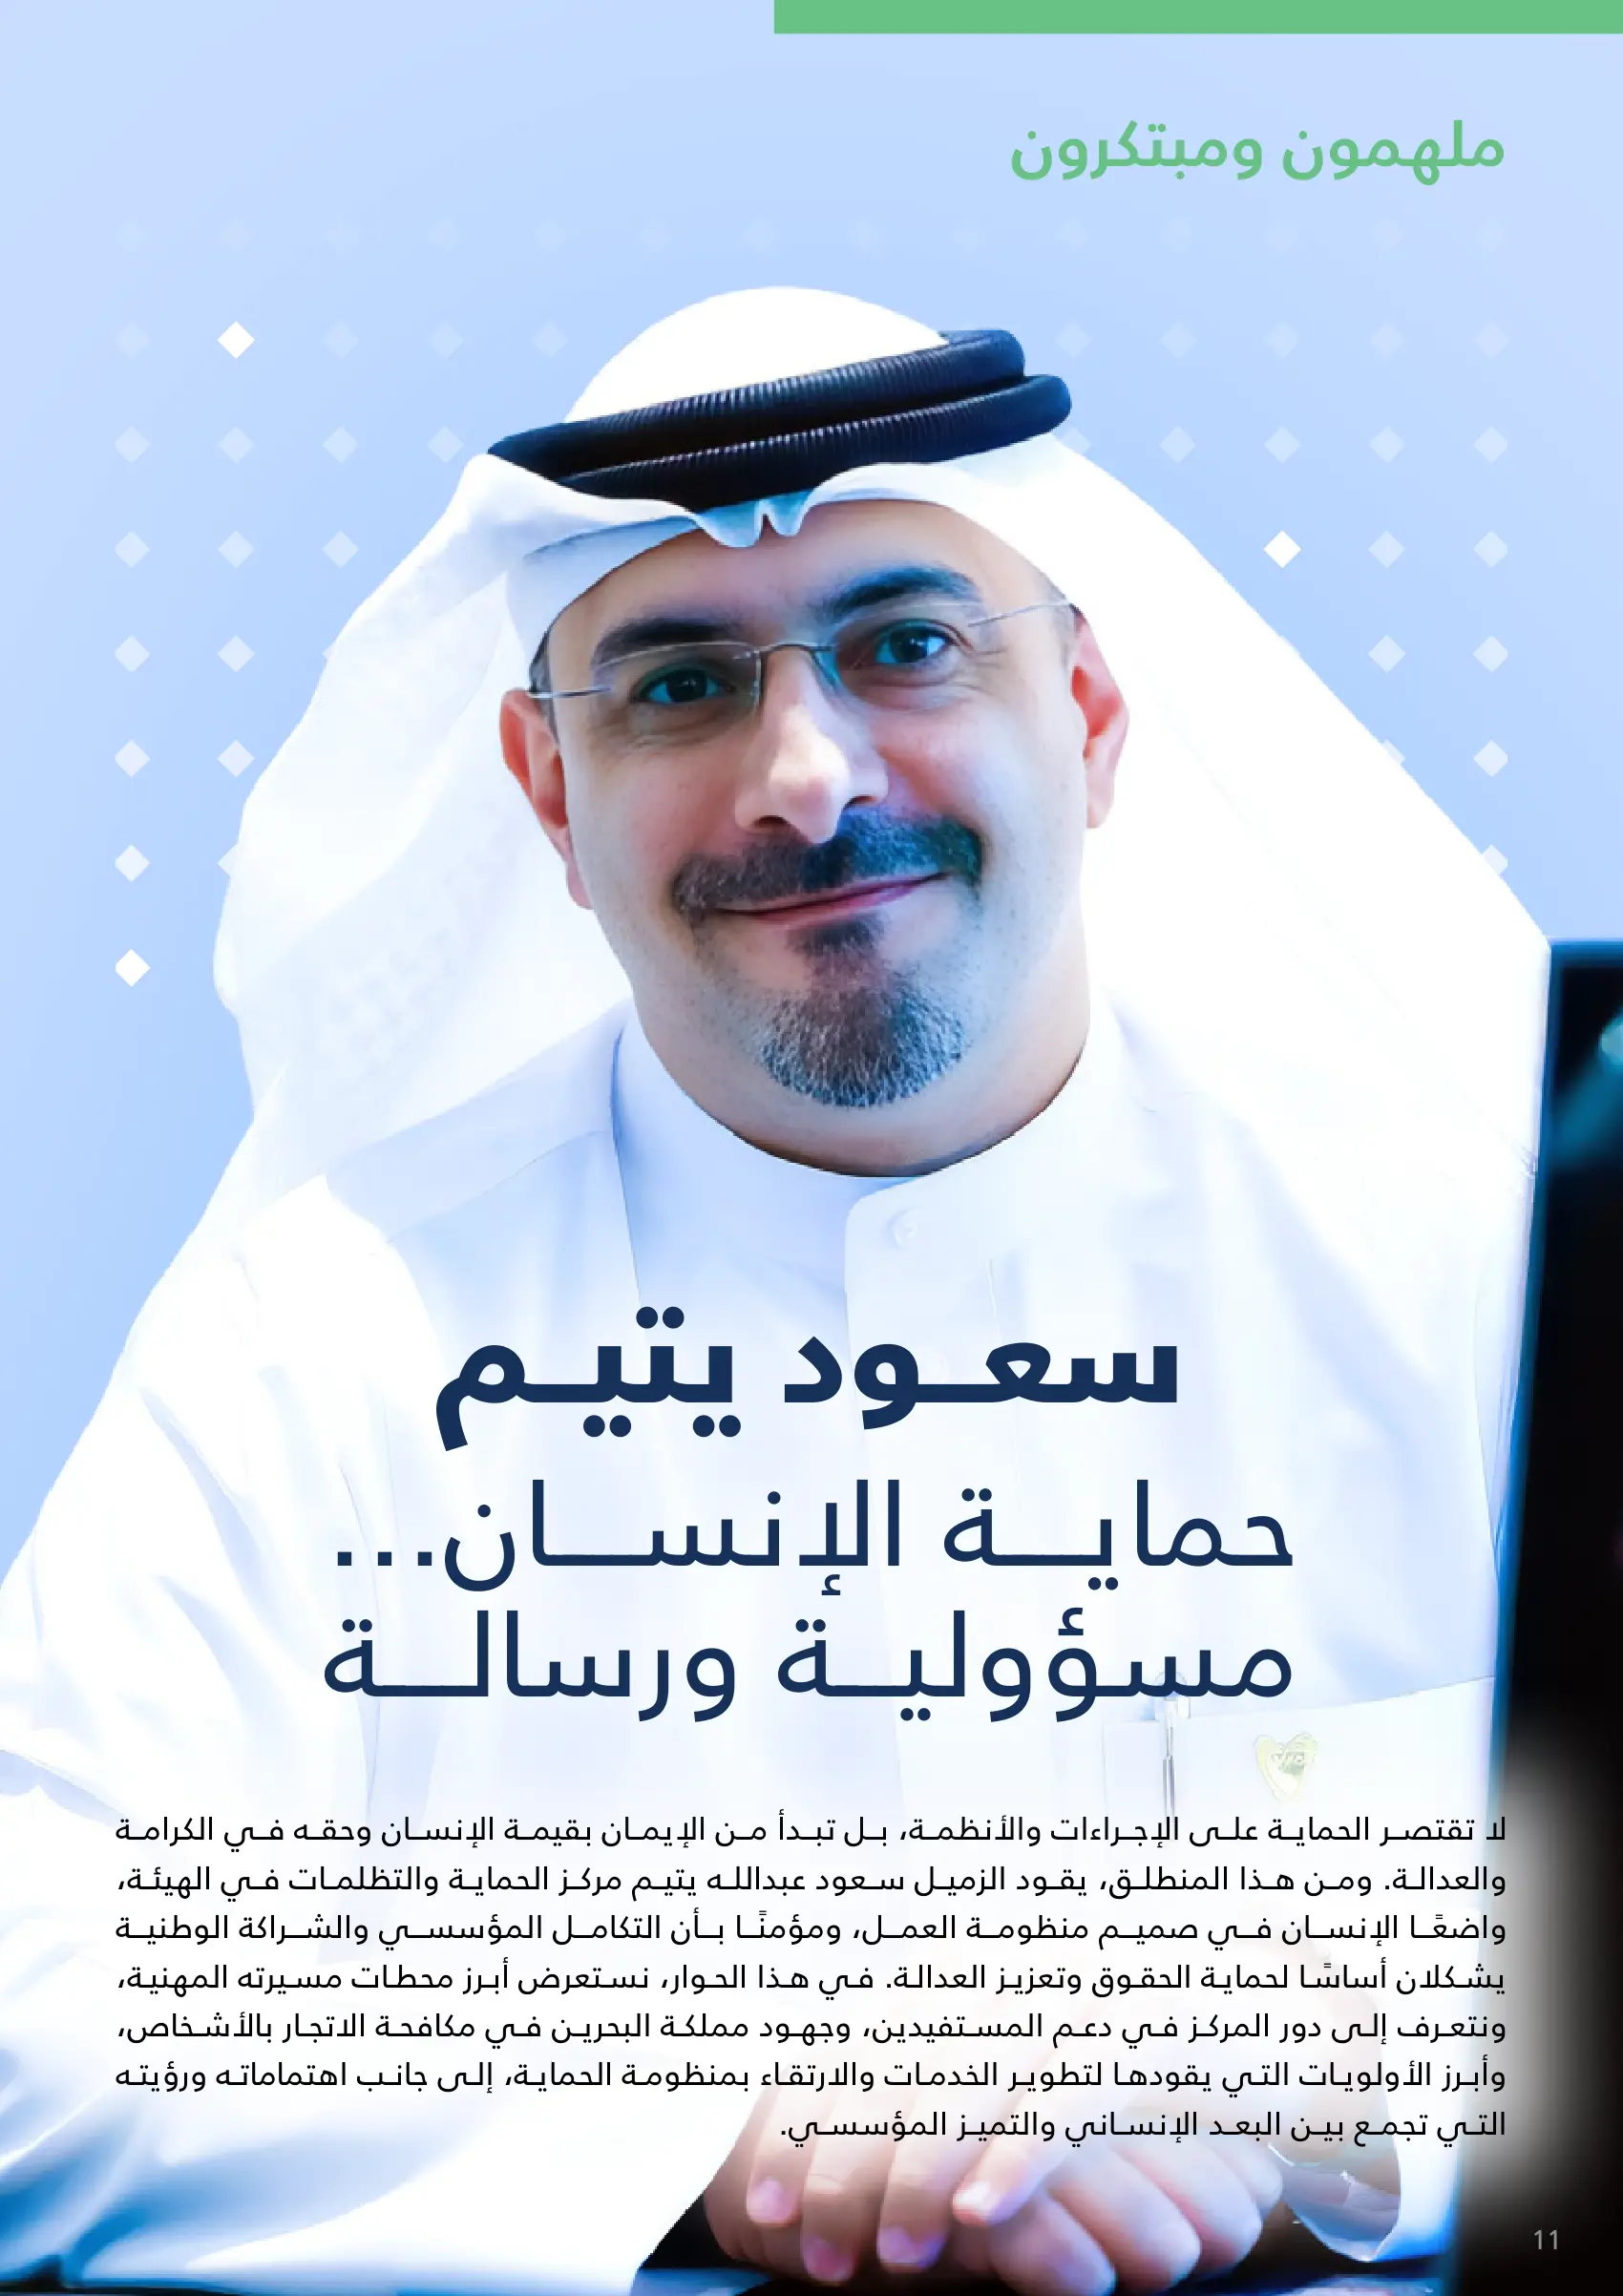 ملهمون ومبتكرون
سعود يتيم
حماية الإنسان...
مسؤولية ورسالة
لا تقتصر الحماية على الإجراءات والأنظمة، بل تبدأ من الإيمان بقيمة الإنسان وحقه في الكرامة
والعدالة. ومن هذا المنطلق، يقود الزميل سعود عبدالله يتيم مركز الحماية والتظلمات في الهيئة،
واضعًا الإنسان في صميم منظومة العمل، ومؤمنًا بأن التكامل المؤسسي والشراكة الوطنية
يشكلان أساسًا لحماية الحقوق وتعزيز العدالة. في هذا الحوار، نستعرض أبرز محطات مسيرته المهنية،
ونتعرف إلى دور المركز في دعم المستفيدين، وجهود مملكة البحرين في مكافحة الاتجار بالأشخاص،
وأبرز الأولويات التي يقودها لتطوير الخدمات والارتقاء بمنظومة الحماية، إلى جانب اهتماماته ورؤيته
التي تجمع بين البعد الإنساني والتميز المؤسسي.
11